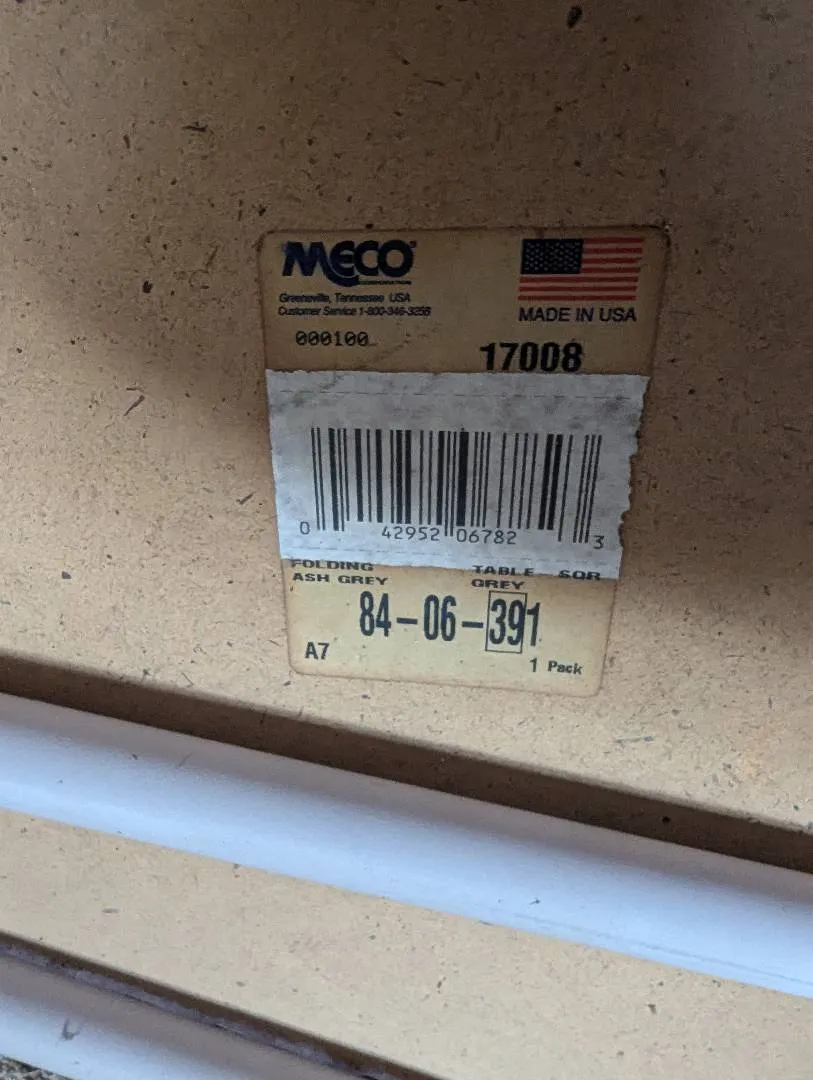 MECO
CORPORATION
Greeneville, Tennessee USA
Customer Service 1-800-346-3256
MADE IN USA
000100
17008
0 42952 06782 3
FOLDING TABLE SQR
ASH GREY GREY
84-06-391
A7
1 Pack